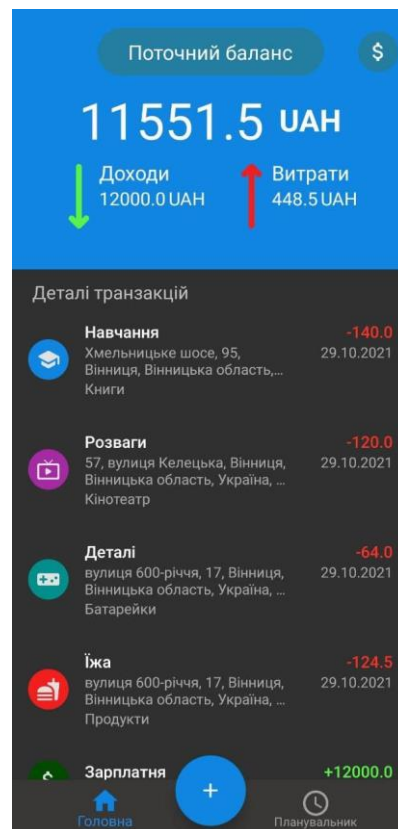 Поточний баланс
$
11551.5 UAH
Доходи
12000.0 UAH
Витрати
448.5 UAH
Деталі транзакцій
Навчання
-140.0
Хмельницьке шосе, 95,
29.10.2021
Вінниця, Вінницька область,...
Книги
Розваги
-120.0
57, вулиця Келецька, Вінниця,
29.10.2021
Вінницька область, Україна, ...
Кінотеатр
Деталі
-64.0
вулиця 600-річчя, 17, Вінниця,
29.10.2021
Вінницька область, Україна, ...
Батарейки
Їжа
-124.5
вулиця 600-річчя, 17, Вінниця,
29.10.2021
Вінницька область, Україна, ...
Продукти
Зарплатня
+12000.0
+
Головна
Планувальник